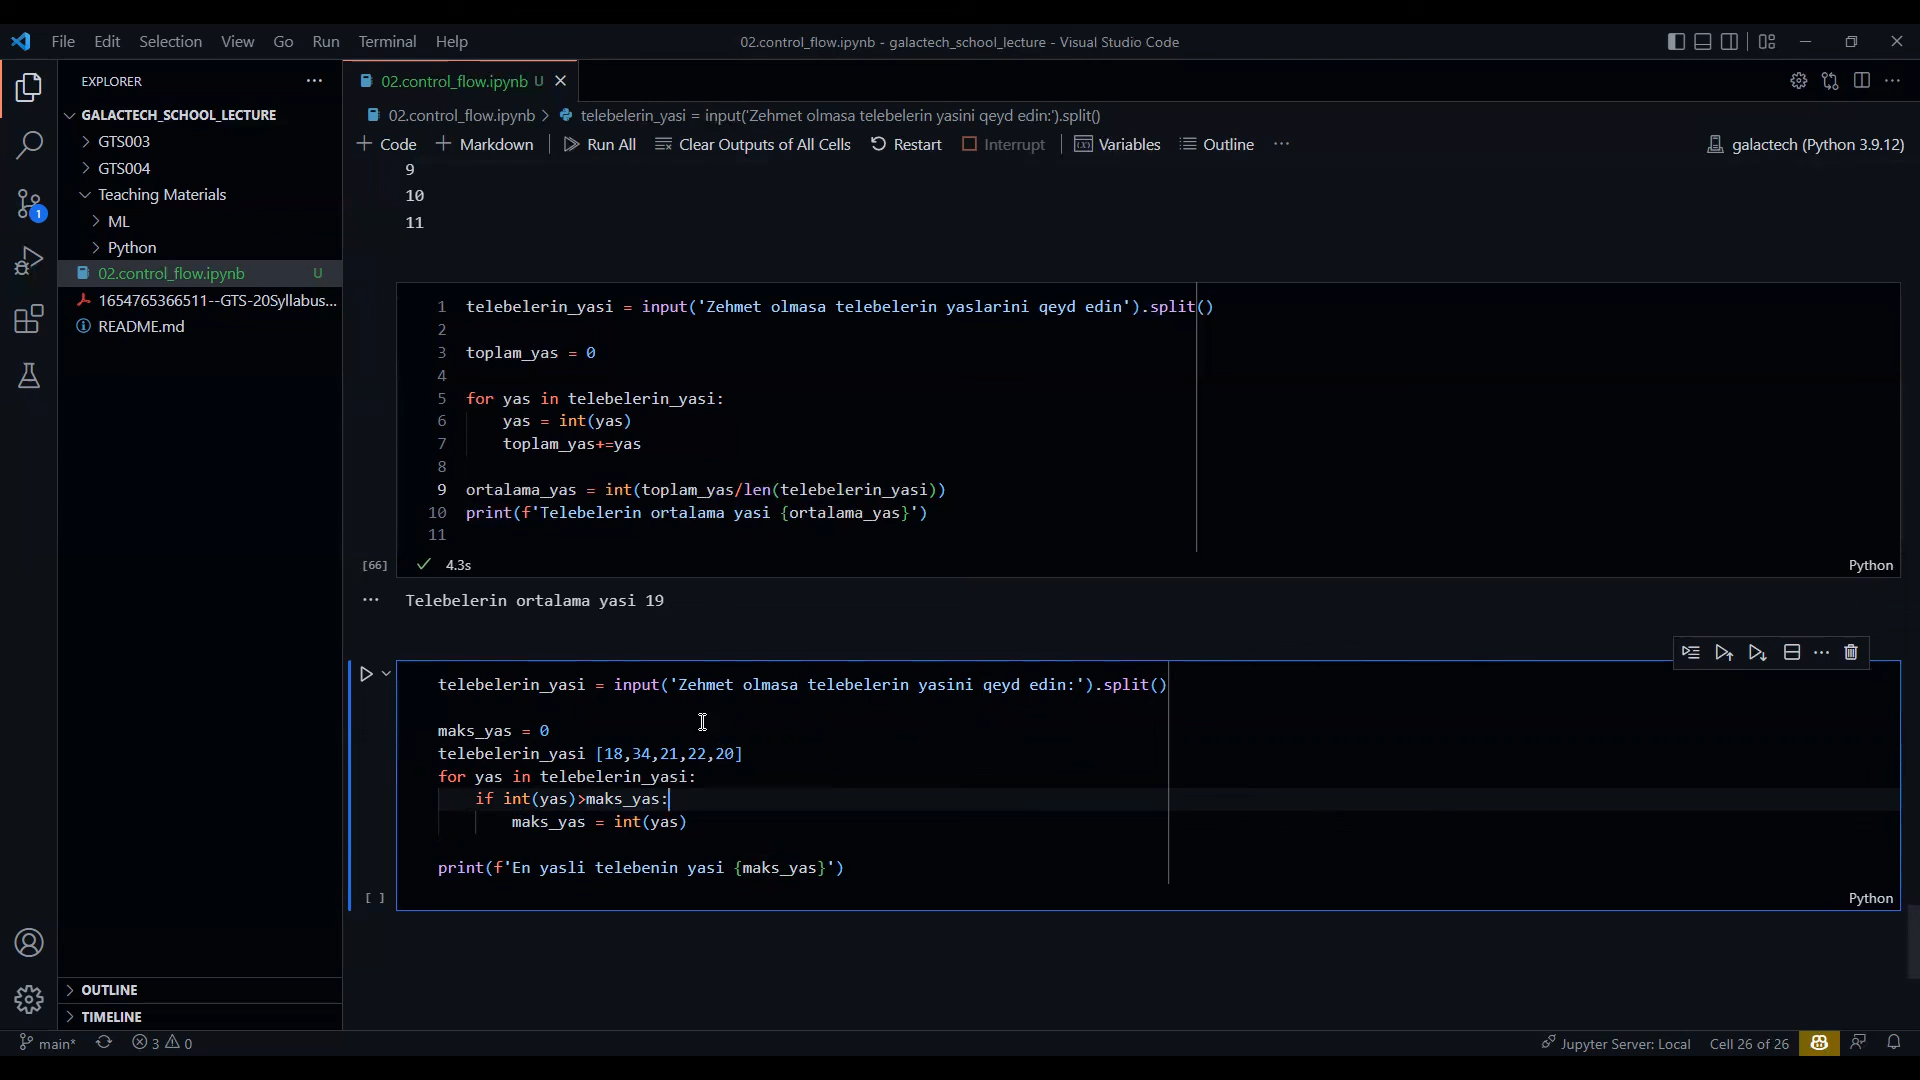 File Edit Selection View Go Run Terminal Help
02.control_flow.ipynb - galactech_school_lecture - Visual Studio Code
EXPLORER
GALACTECH_SCHOOL_LECTURE
GTS003
GTS004
Teaching Materials
ML
Python
02.control_flow.ipynb U
1654765366511--GTS-20Syllabus...
README.md
OUTLINE
TIMELINE
02.control_flow.ipynb U
02.control_flow.ipynb > telebelerin_yasi = input('Zehmet olmasa telebelerin yasini qeyd edin:').split()
+ Code + Markdown Run All Clear Outputs of All Cells Restart Interrupt Variables Outline ...
galactech (Python 3.9.12)
9
10
11
1 telebelerin_yasi = input('Zehmet olmasa telebelerin yaslarini qeyd edin').split()
2
3 toplam_yas = 0
4
5 for yas in telebelerin_yasi:
6 yas = int(yas)
7 toplam_yas+=yas
8
9 ortalama_yas = int(toplam_yas/len(telebelerin_yasi))
10 print(f'Telebelerin ortalama yasi {ortalama_yas}')
11
[66] 4.3s Python
... Telebelerin ortalama yasi 19
telebelerin_yasi = input('Zehmet olmasa telebelerin yasini qeyd edin:').split()
maks_yas = 0
telebelerin_yasi [18,34,21,22,20]
for yas in telebelerin_yasi:
if int(yas)>maks_yas:
maks_yas = int(yas)
print(f'En yasli telebenin yasi {maks_yas}')
[ ] Python
main* 3 0
Jupyter Server: Local Cell 26 of 26
1